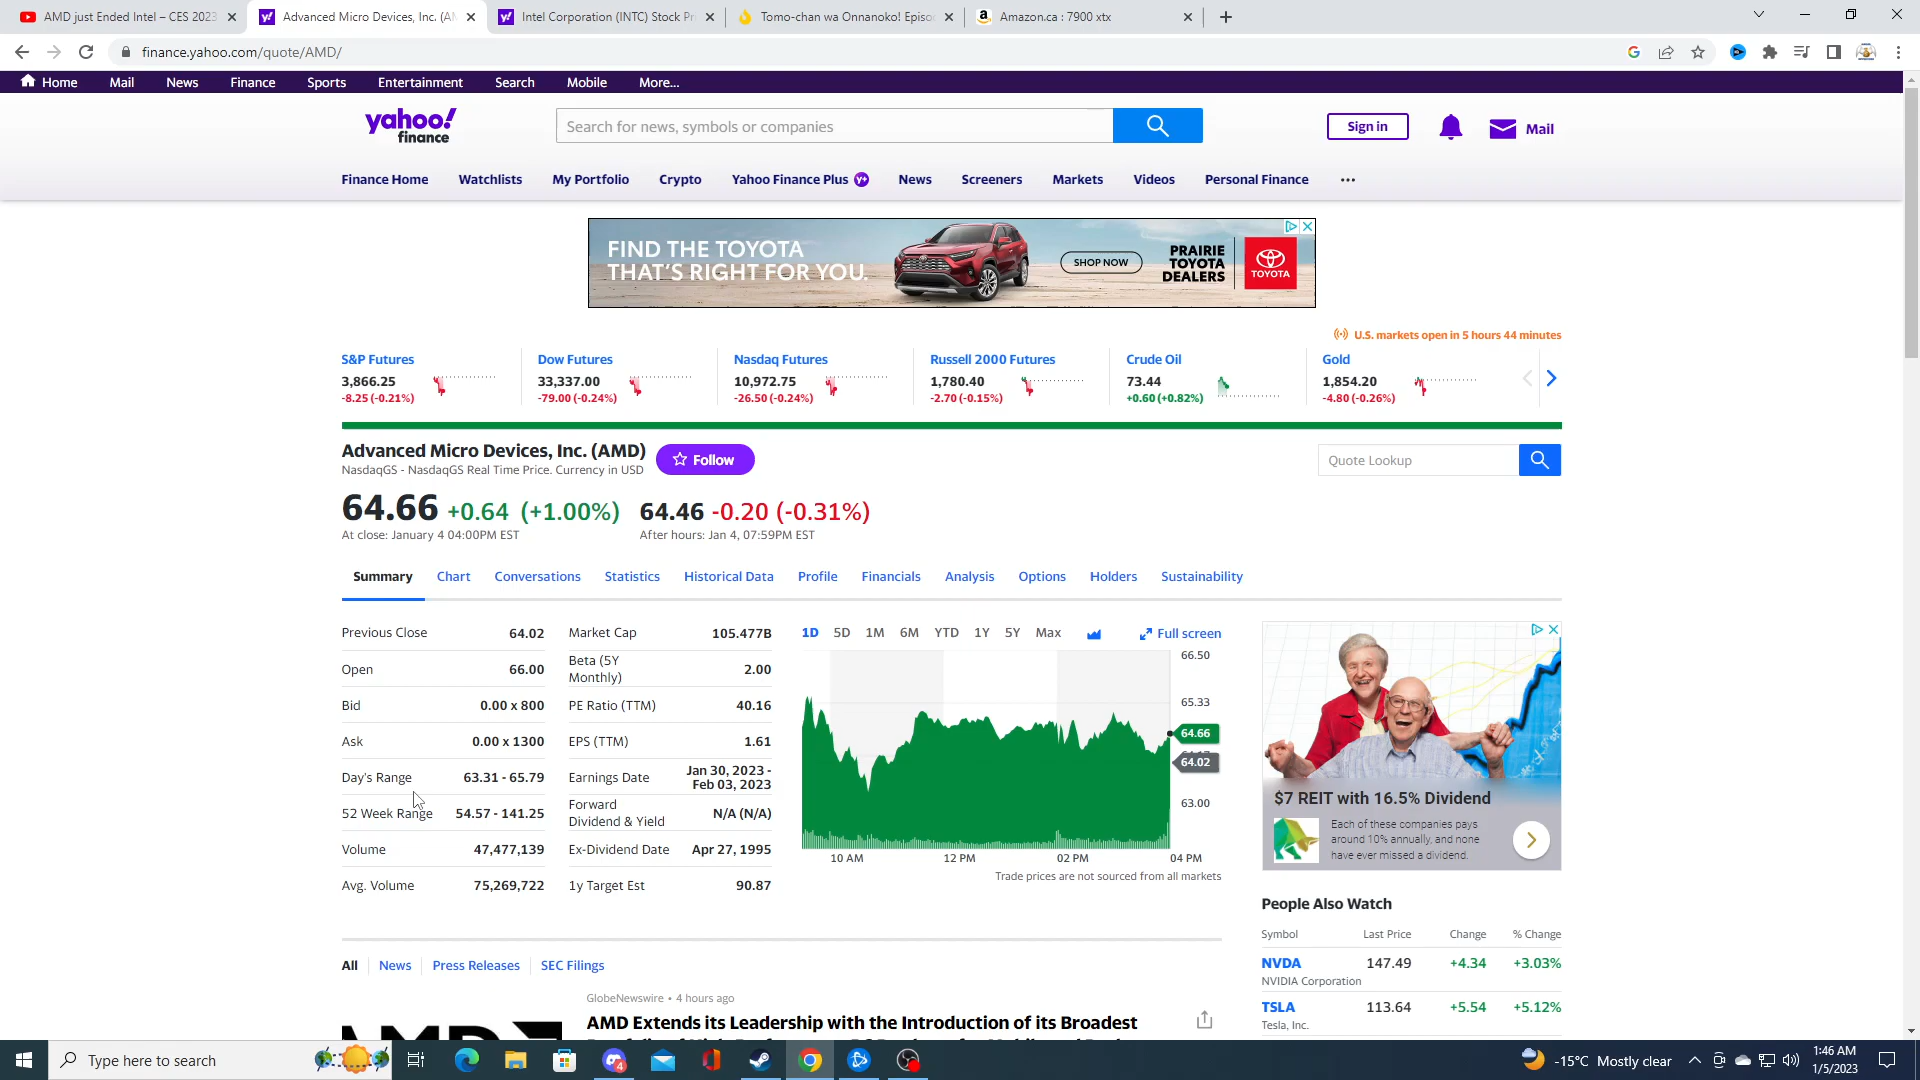 AMD just Ended Intel – CES 2023
Advanced Micro Devices, Inc. (AM
Intel Corporation (INTC) Stock Pr
Tomo-chan wa Onnanoko! Episo
Amazon.ca : 7900 xtx
finance.yahoo.com/quote/AMD/
Home Mail News Finance Sports Entertainment Search Mobile More...
yahoo!
finance
Search for news, symbols or companies
Sign in
Mail
Finance Home Watchlists My Portfolio Crypto Yahoo Finance Plus Y+ News Screeners Markets Videos Personal Finance ...
FIND THE TOYOTA
THAT'S RIGHT FOR YOU.
SHOP NOW
PRAIRIE
TOYOTA
DEALERS
TOYOTA
U.S. markets open in 5 hours 44 minutes
S&P Futures Dow Futures Nasdaq Futures Russell 2000 Futures Crude Oil Gold
3,866.25 33,337.00 10,972.75 1,780.40 73.44 1,854.20
-8.25 (-0.21%) -79.00 (-0.24%) -26.50 (-0.24%) -2.70 (-0.15%) +0.60 (+0.82%) -4.80 (-0.26%)
Advanced Micro Devices, Inc. (AMD)
Follow
NasdaqGS - NasdaqGS Real Time Price. Currency in USD
Quote Lookup
64.66 +0.64 (+1.00%) 64.46 -0.20 (-0.31%)
At close: January 4 04:00PM EST After hours: Jan 4, 07:59PM EST
Summary Chart Conversations Statistics Historical Data Profile Financials Analysis Options Holders Sustainability
Previous Close 64.02
Open 66.00
Bid 0.00 x 800
Ask 0.00 x 1300
Day's Range 63.31 - 65.79
52 Week Range 54.57 - 141.25
Volume 47,477,139
Avg. Volume 75,269,722
Market Cap 105.477B
Beta (5Y
Monthly) 2.00
PE Ratio (TTM) 40.16
EPS (TTM) 1.61
Earnings Date Jan 30, 2023 -
Feb 03, 2023
Forward
Dividend & Yield N/A (N/A)
Ex-Dividend Date Apr 27, 1995
1y Target Est 90.87
1D 5D 1M 6M YTD 1Y 5Y Max Full screen
66.50
65.33
64.66
64.02
63.00
10 AM 12 PM 02 PM 04 PM
Trade prices are not sourced from all markets
$7 REIT with 16.5% Dividend
Each of these companies pays
around 10% annually, and none
have ever missed a dividend.
People Also Watch
Symbol Last Price Change % Change
NVDA 147.49 +4.34 +3.03%
NVIDIA Corporation
TSLA 113.64 +5.54 +5.12%
Tesla, Inc.
All News Press Releases SEC Filings
GlobeNewswire • 4 hours ago
AMD Extends its Leadership with the Introduction of its Broadest
AMD
Type here to search
4
-15°C Mostly clear
1:46 AM
1/5/2023